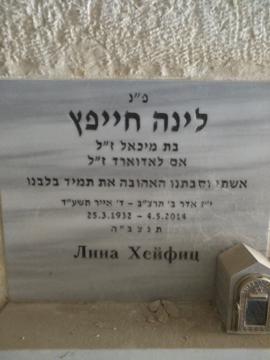 פ"נ
לינה חייפץ
בת מיכאל ז"ל
אם לאדוארד ז"ל
אשתי וסבתנו האהובה את תמיד בלבנו
י"ז אדר ב' תרצ"ב - ד' אייר תשע"ד
25.3.1932 - 4.5.2014
ת נ צ ב " ה
Лина Хейфиц